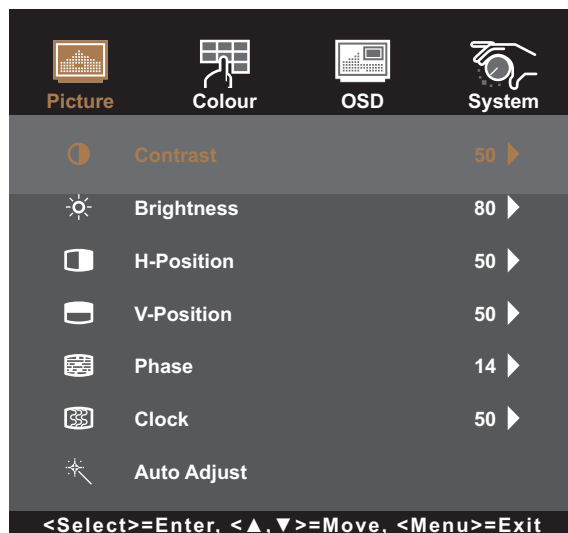 Picture Colour OSD System
Contrast 50
Brightness 80
H-Position 50
V-Position 50
Phase 14
Clock 50
Auto Adjust
<Select>=Enter, <▲,▼>=Move, <Menu>=Exit